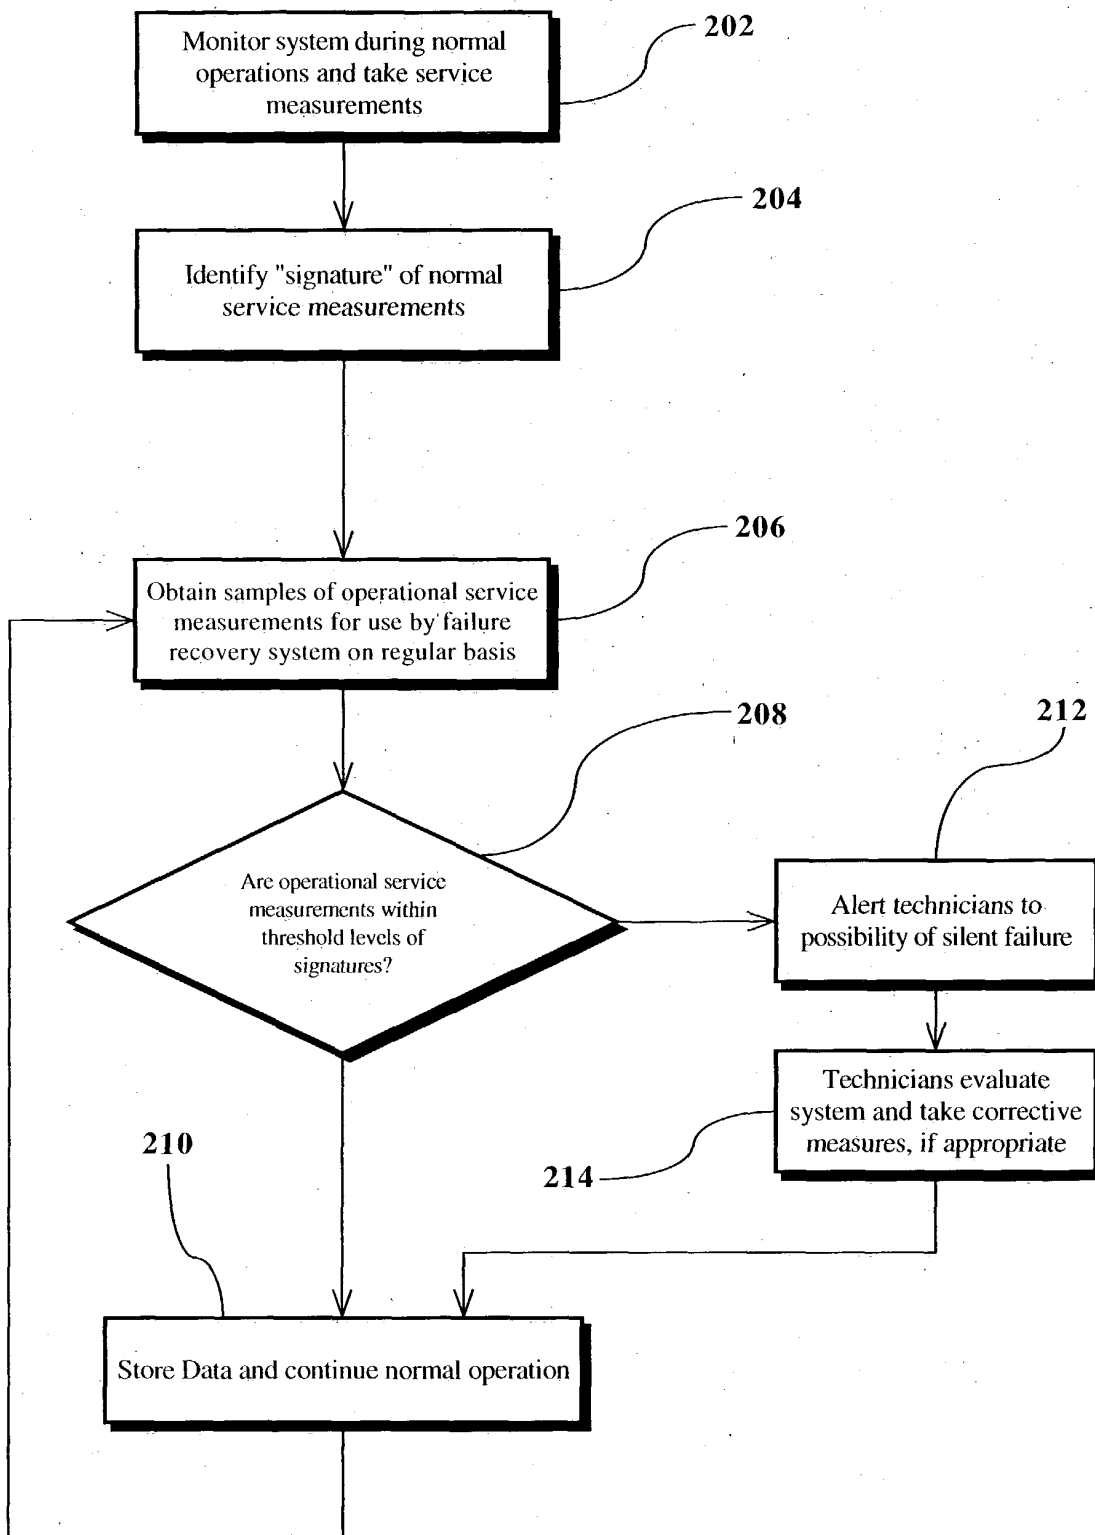 202
Monitor system during normal
operations and take service
measurements
204
Identify "signature" of normal
service measurements
206
Obtain samples of operational service
measurements for use by failure
recovery system on regular basis
208
212
Are operational service
measurements within
threshold levels of
signatures?
Alert technicians to
possibility of silent failure
Technicians evaluate
system and take corrective
measures, if appropriate
210
214
Store Data and continue normal operation